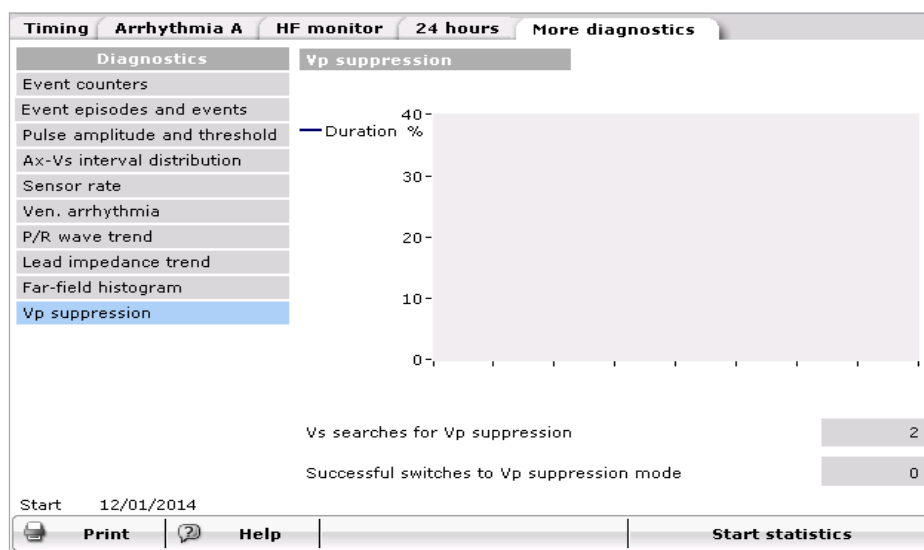 Timing Arrhythmia A HF monitor 24 hours More diagnostics
Diagnostics
Event counters
Event episodes and events
Pulse amplitude and threshold
Ax-Vs interval distribution
Sensor rate
Ven. arrhythmia
P/R wave trend
Lead impedance trend
Far-field histogram
Vp suppression
Vp suppression
Duration %
40
30
20
10
0
Vs searches for Vp suppression 2
Successful switches to Vp suppression mode 0
Start 12/01/2014
Print Help Start statistics